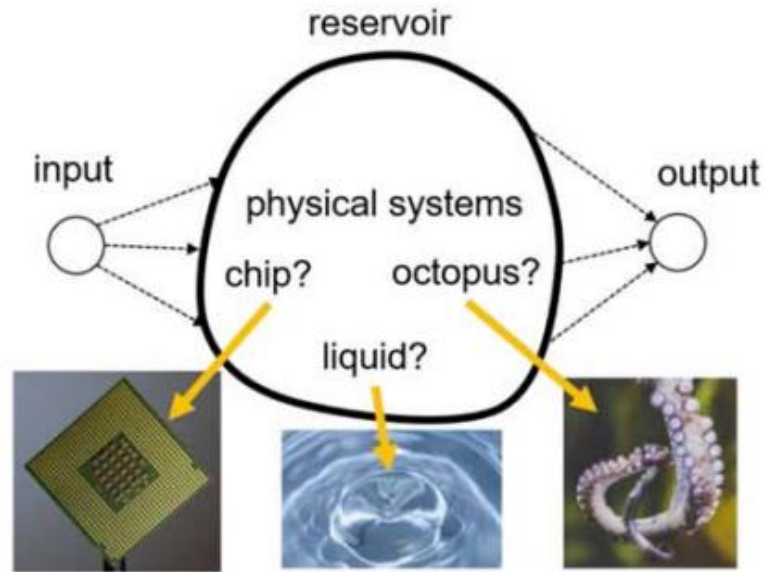 reservoir
input
output
physical systems
chip?
octopus?
liquid?